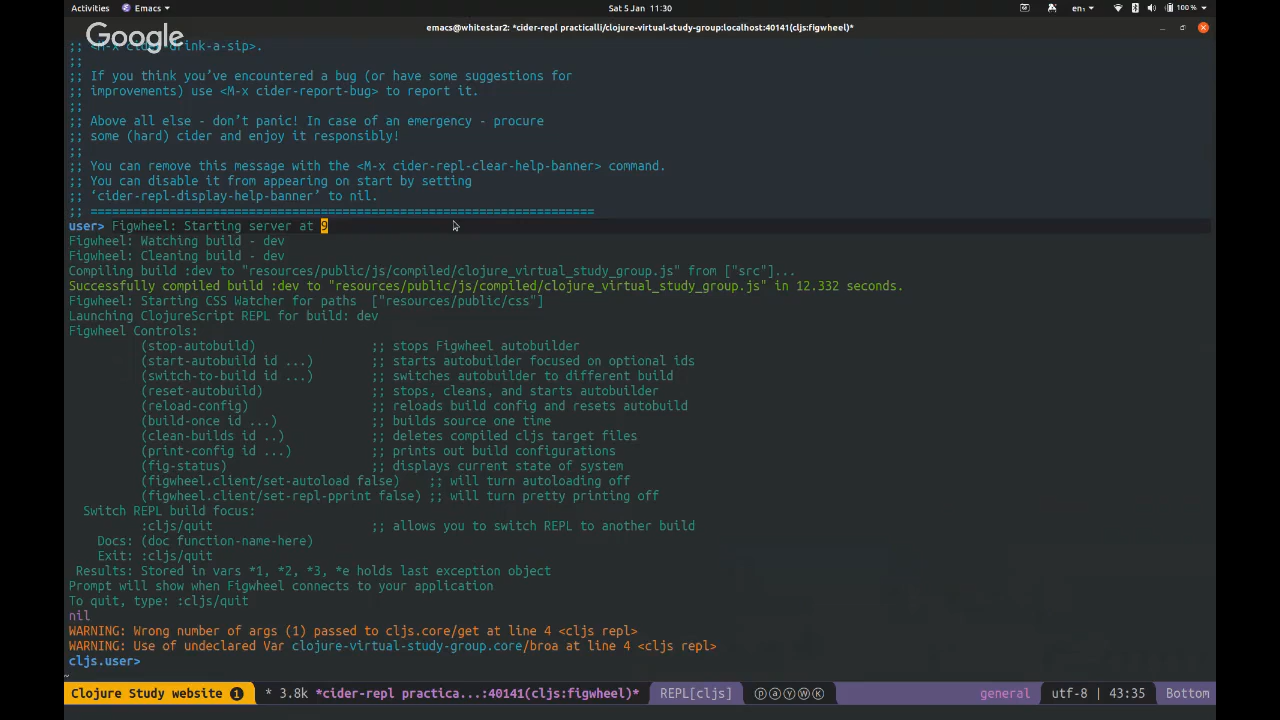 Activities Emacs Sat 5 Jan 11:30 en₁ 100 %
emacs@whitestar2: *cider-repl practicalli/clojure-virtual-study-group:localhost:40141(cljs:figwheel)*
Google
;; <M-x cider-drink-a-sip>.
;;
;; If you think you’ve encountered a bug (or have some suggestions for
;; improvements) use <M-x cider-report-bug> to report it.
;;
;; Above all else - don’t panic! In case of an emergency - procure
;; some (hard) cider and enjoy it responsibly!
;;
;; You can remove this message with the <M-x cider-repl-clear-help-banner> command.
;; You can disable it from appearing on start by setting
;; ‘cider-repl-display-help-banner’ to nil.
;; ======================================================================
user> Figwheel: Starting server at 9
Figwheel: Watching build - dev
Figwheel: Cleaning build - dev
Compiling build :dev to "resources/public/js/compiled/clojure_virtual_study_group.js" from ["src"]...
Successfully compiled build :dev to "resources/public/js/compiled/clojure_virtual_study_group.js" in 12.332 seconds.
Figwheel: Starting CSS Watcher for paths  ["resources/public/css"]
Launching ClojureScript REPL for build: dev
Figwheel Controls:
(stop-autobuild) ;; stops Figwheel autobuilder
(start-autobuild id ...) ;; starts autobuilder focused on optional ids
(switch-to-build id ...) ;; switches autobuilder to different build
(reset-autobuild) ;; stops, cleans, and starts autobuilder
(reload-config) ;; reloads build config and resets autobuild
(build-once id ...) ;; builds source one time
(clean-builds id ..) ;; deletes compiled cljs target files
(print-config id ...) ;; prints out build configurations
(fig-status) ;; displays current state of system
(figwheel.client/set-autoload false) ;; will turn autoloading off
(figwheel.client/set-repl-pprint false) ;; will turn pretty printing off
Switch REPL build focus:
:cljs/quit ;; allows you to switch REPL to another build
Docs: (doc function-name-here)
Exit: :cljs/quit
Results: Stored in vars *1, *2, *3, *e holds last exception object
Prompt will show when Figwheel connects to your application
To quit, type: :cljs/quit
nil
WARNING: Wrong number of args (1) passed to cljs.core/get at line 4 <cljs repl>
WARNING: Use of undeclared Var clojure-virtual-study-group.core/broa at line 4 <cljs repl>
cljs.user>
~
Clojure Study website ❶ * 3.8k *cider-repl practica...:40141(cljs:figwheel)* REPL[cljs] ⓟⓐⓨⓦⓚ general utf-8 | 43:35 Bottom